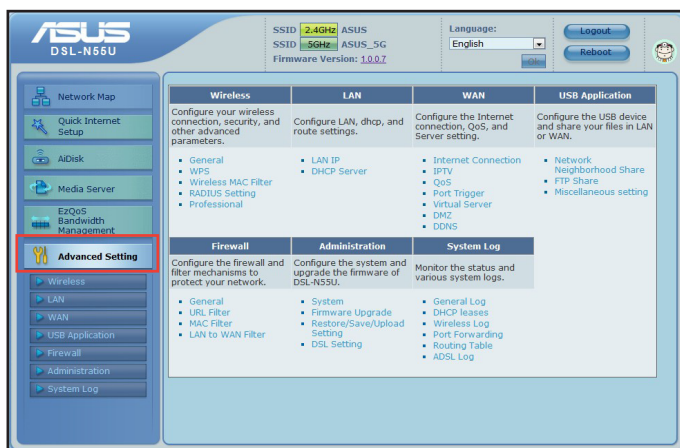 ASUS
DSL-N55U
SSID 2.4GHz ASUS
SSID 5GHz ASUS_5G
Firmware Version: 1.0.0.7
Language:
English
Logout
Reboot
Network Map
Quick Internet
Setup
AiDisk
Media Server
EzQoS
Bandwidth
Management
Advanced Setting
Wireless
LAN
WAN
USB Application
Firewall
Administration
System Log
Wireless
Configure your wireless
connection, security, and
other advanced
parameters.
General
WPS
Wireless MAC Filter
RADIUS Setting
Professional
LAN
Configure LAN, dhcp, and
route settings.
LAN IP
DHCP Server
WAN
Configure the Internet
connection, QoS, and
Server setting.
Internet Connection
IPTV
QoS
Port Trigger
Virtual Server
DMZ
DDNS
USB Application
Configure the USB device
and share your files in LAN
or WAN.
Network
Neighborhood Share
FTP Share
Miscellaneous setting
Firewall
Configure the firewall and
filter mechanisms to
protect your network.
General
URL Filter
MAC Filter
LAN to WAN Filter
Administration
Configure the system and
upgrade the firmware of
DSL-N55U.
System
Firmware Upgrade
Restore/Save/Upload
Setting
DSL Setting
System Log
Monitor the status and
various system logs.
General Log
DHCP leases
Wireless Log
Port Forwarding
Routing Table
ADSL Log